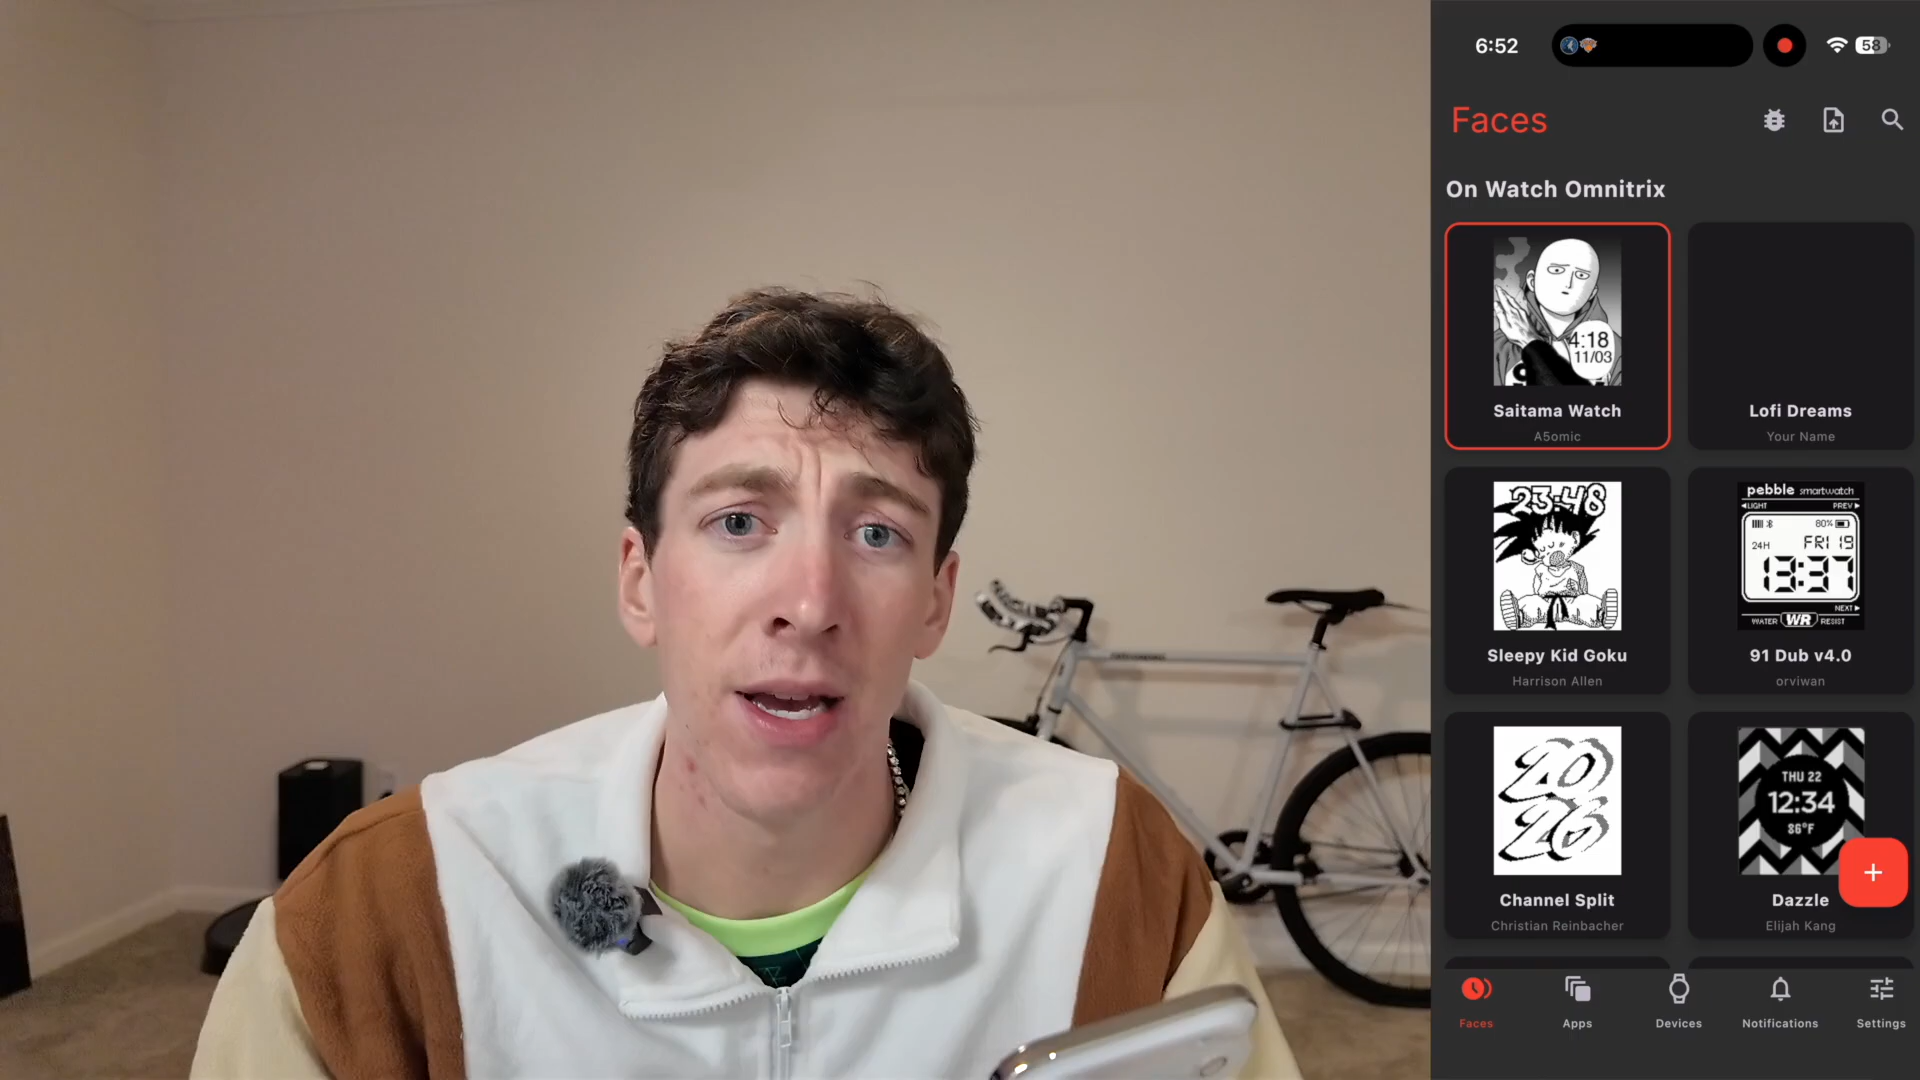 6:52
58
Faces
On Watch Omnitrix
4:18
11/03
Saitama Watch
A5omic
Lofi Dreams
Your Name
23:48
Sleepy Kid Goku
Harrison Allen
pebble smartwatch
LIGHT PREV
80%
24H FRI 19
13:37
NEXT
WATER WR RESIST
91 Dub v4.0
orviwan
20
26
Channel Split
Christian Reinbacher
THU 22
12:34
86°F
Dazzle
Elijah Kang
+
Faces
Apps
Devices
Notifications
Settings